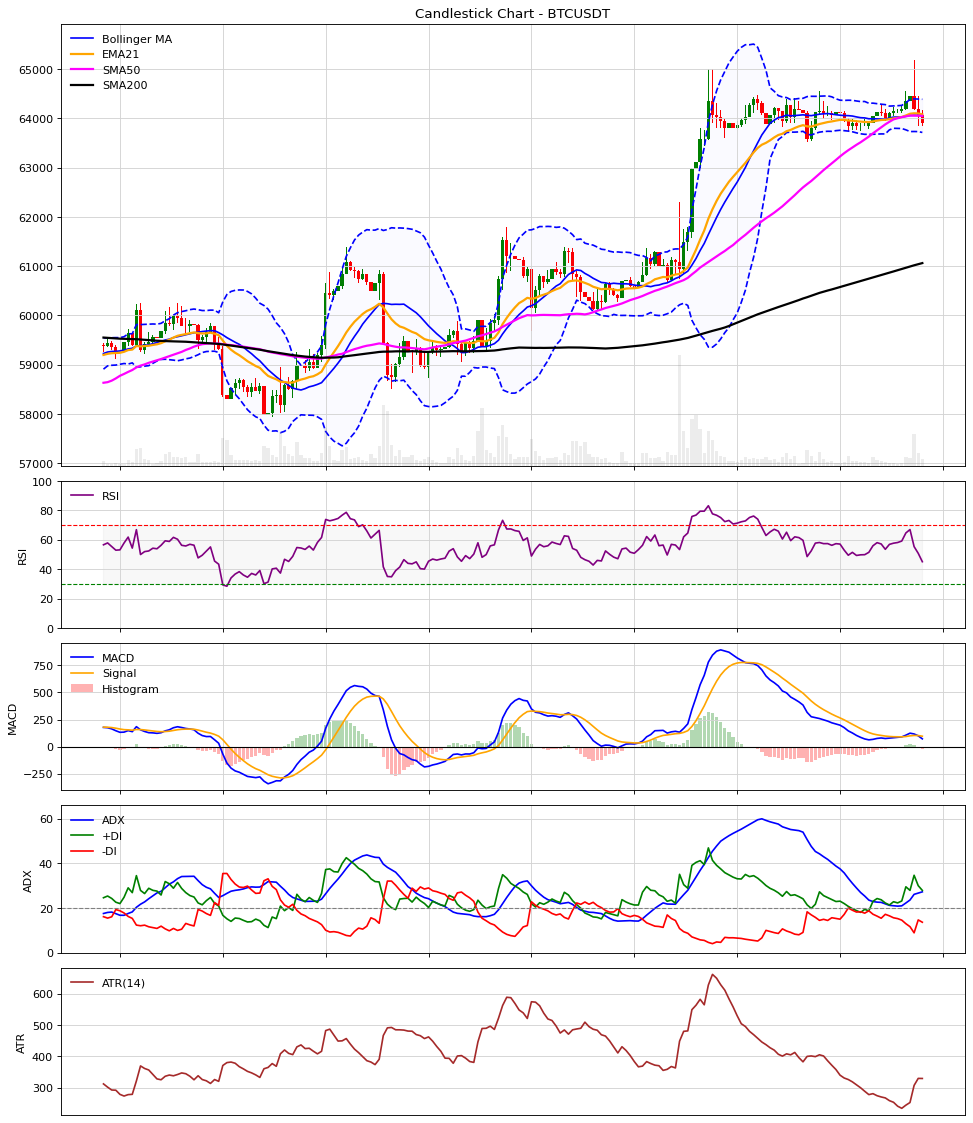 Candlestick Chart - BTCUSDT
Bollinger MA
EMA21
SMA50
SMA200
65000
64000
63000
62000
61000
60000
59000
58000
57000
RSI
RSI
100
80
60
40
20
0
MACD
Signal
Histogram
MACD
750
500
250
0
−250
ADX
+DI
-DI
ADX
60
40
20
0
ATR(14)
ATR
600
500
400
300